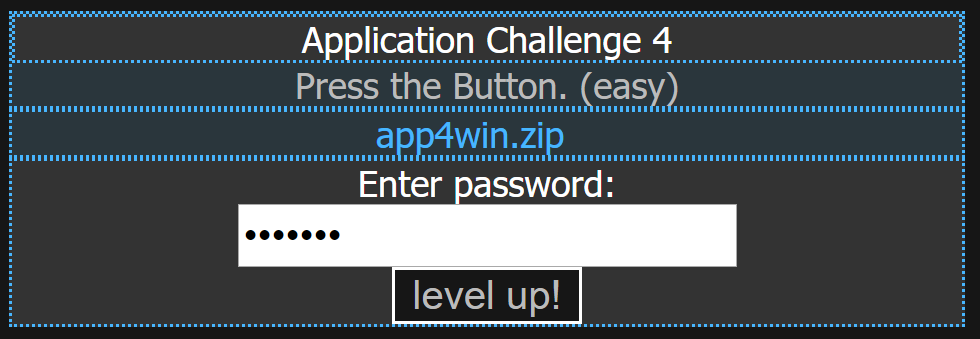 Application Challenge 4
Press the Button. (easy)
app4win.zip
Enter password:
•••••••
level up!